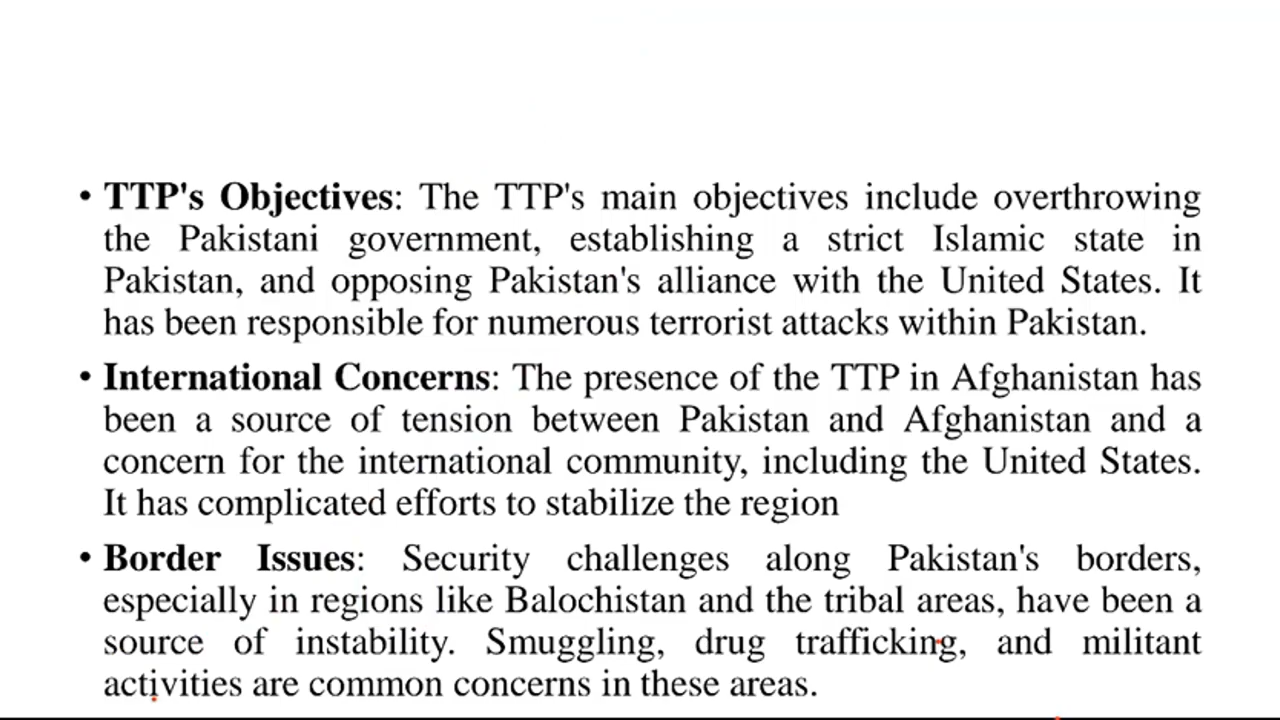 • TTP's Objectives: The TTP's main objectives include overthrowing
the Pakistani government, establishing a strict Islamic state in
Pakistan, and opposing Pakistan's alliance with the United States. It
has been responsible for numerous terrorist attacks within Pakistan.
• International Concerns: The presence of the TTP in Afghanistan has
been a source of tension between Pakistan and Afghanistan and a
concern for the international community, including the United States.
It has complicated efforts to stabilize the region
• Border Issues: Security challenges along Pakistan's borders,
especially in regions like Balochistan and the tribal areas, have been a
source of instability. Smuggling, drug trafficking, and militant
activities are common concerns in these areas.